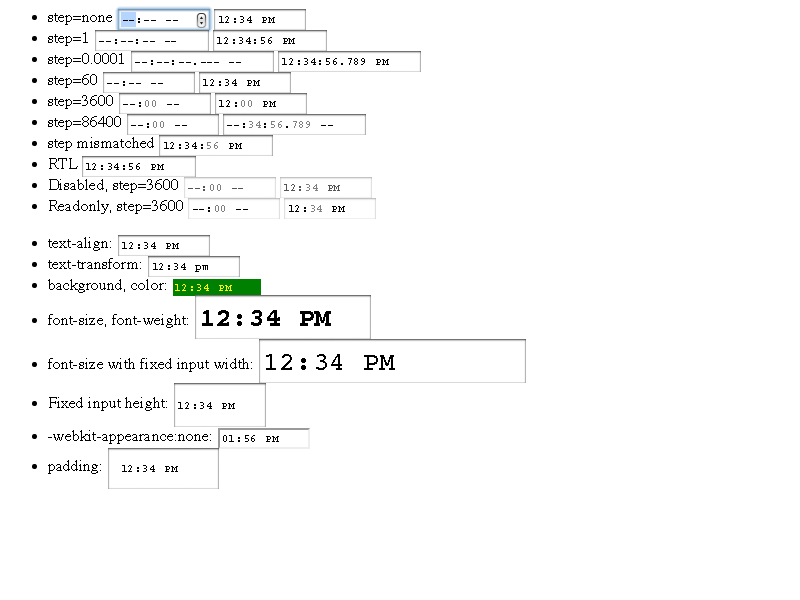 step=none --:-- -- 12:34 PM
step=1 --:--:-- -- 12:34:56 PM
step=0.0001 --:--:--.--- -- 12:34:56.789 PM
step=60 --:-- -- 12:34 PM
step=3600 --:00 -- 12:00 PM
step=86400 --:00 -- --:34:56.789 --
step mismatched 12:34:56 PM
RTL 12:34:56 PM
Disabled, step=3600 --:00 -- 12:34 PM
Readonly, step=3600 --:00 -- 12:34 PM
text-align: 12:34 PM
text-transform: 12:34 pm
background, color: 12:34 PM
font-size, font-weight: 12:34 PM
font-size with fixed input width: 12:34 PM
Fixed input height: 12:34 PM
-webkit-appearance:none: 01:56 PM
padding: 12:34 PM